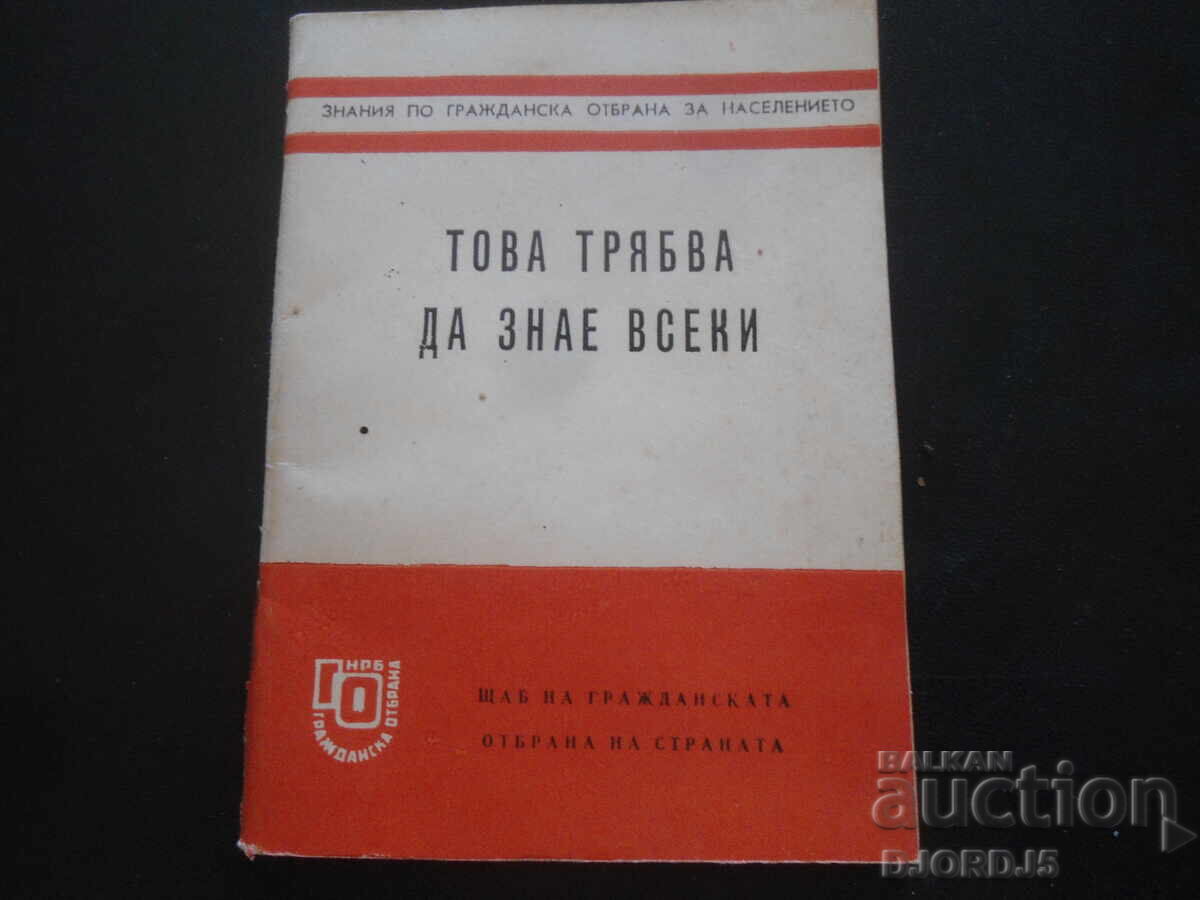 ЗНАНИЯ ПО ГРАЖДАНСКА ОТБРАНА ЗА НАСЕЛЕНИЕТО
ТОВА ТРЯБВА
ДА ЗНАЕ ВСЕКИ
НРБ
ГО
ГРАЖДАНСКА ОТБРАНА
ЩАБ НА ГРАЖДАНСКАТА
ОТБРАНА НА СТРАНАТА
BALKAN
auction
DJORDJ5